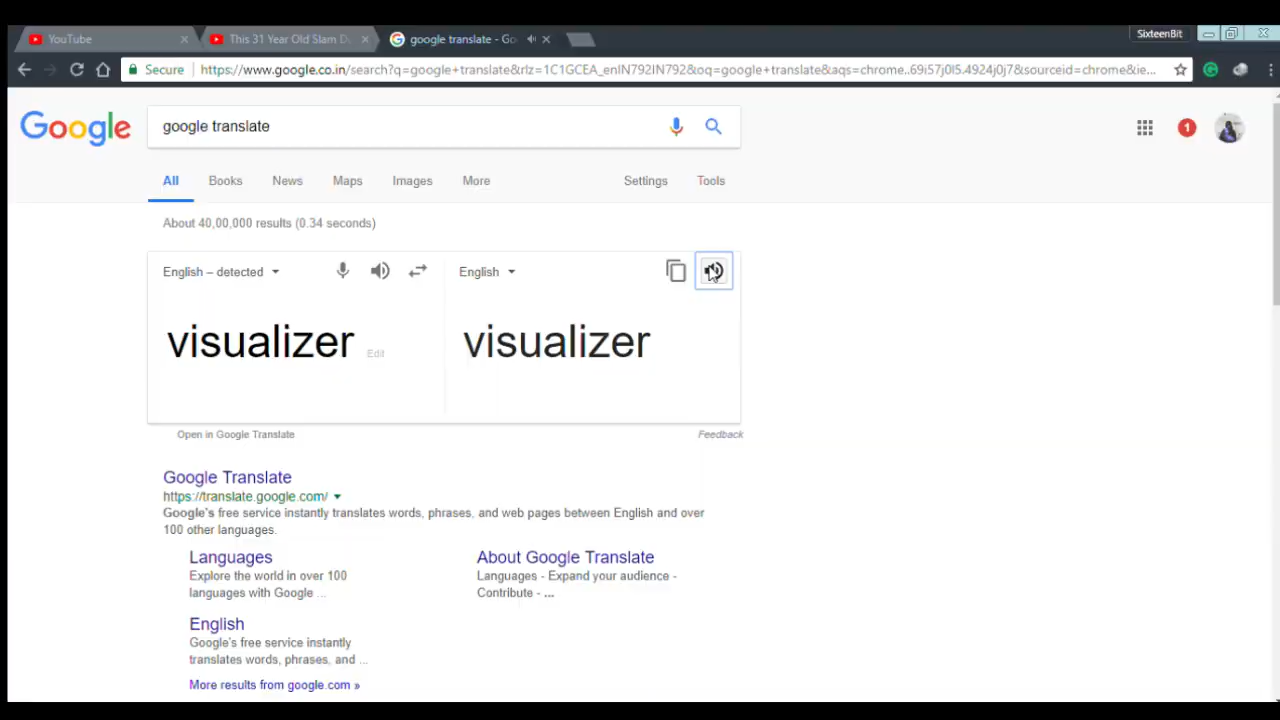 YouTube
This 31 Year Old Slam D
google translate - Go
SixteenBit
Secure
https://www.google.co.in/search?q=google+translate&rlz=1C1GCEA_enIN792IN792&oq=google+translate&aqs=chrome..69i57j0l5.4924j0j7&sourceid=chrome&ie...
Google
google translate
1
All
Books
News
Maps
Images
More
Settings
Tools
About 40,00,000 results (0.34 seconds)
English – detected
English
visualizer
Edit
visualizer
Open in Google Translate
Feedback
Google Translate
https://translate.google.com/
Google's free service instantly translates words, phrases, and web pages between English and over
100 other languages.
Languages
Explore the world in over 100
languages with Google ...
About Google Translate
Languages - Expand your audience -
Contribute - ...
English
Google's free service instantly
translates words, phrases, and ...
More results from google.com »